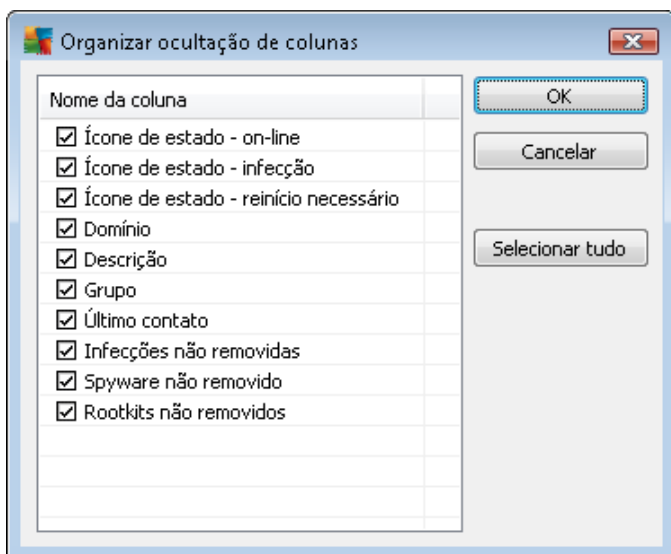 Organizar ocultação de colunas
Nome da coluna
Ícone de estado - on-line
Ícone de estado - infecção
Ícone de estado - reinício necessário
Domínio
Descrição
Grupo
Último contato
Infecções não removidas
Spyware não removido
Rootkits não removidos
OK
Cancelar
Selecionar tudo